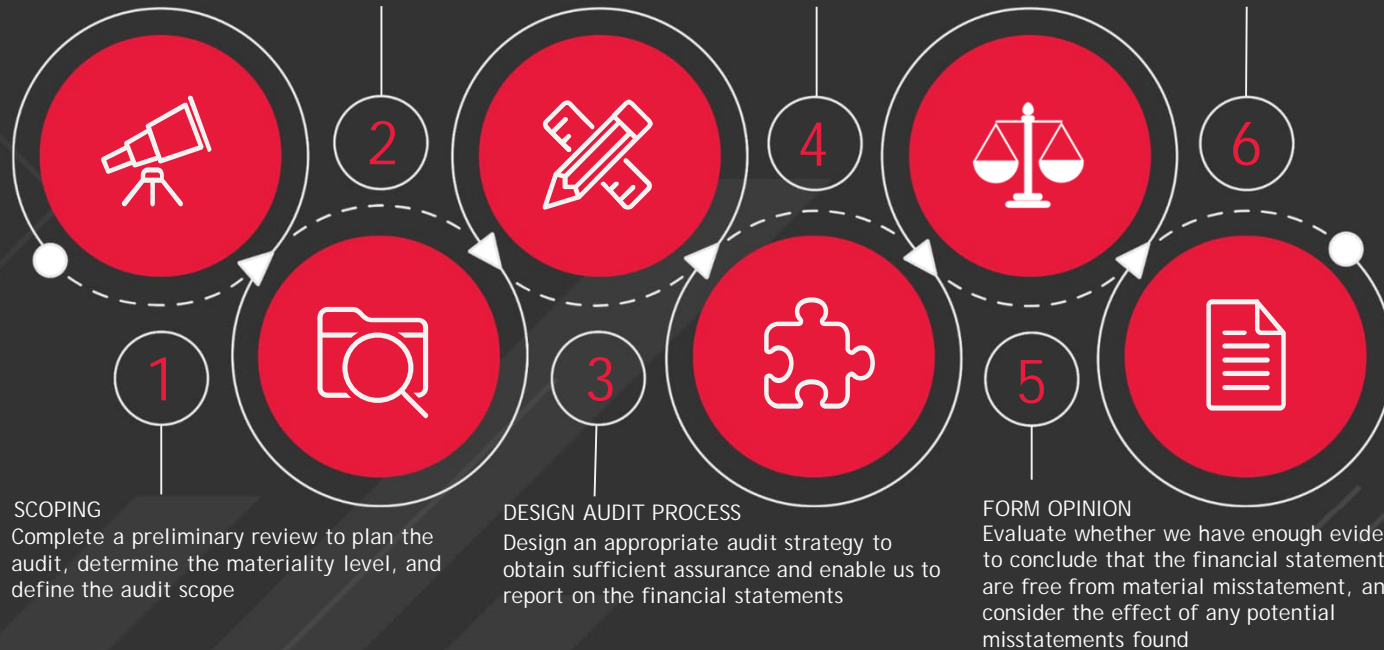 2
4
6
1
3
5
SCOPING
Complete a preliminary review to plan the
audit, determine the materiality level, and
define the audit scope
DESIGN AUDIT PROCESS
Design an appropriate audit strategy to
obtain sufficient assurance and enable us to
report on the financial statements
FORM OPINION
Evaluate whether we have enough evide
to conclude that the financial statement
are free from material misstatement, an
consider the effect of any potential
misstatements found